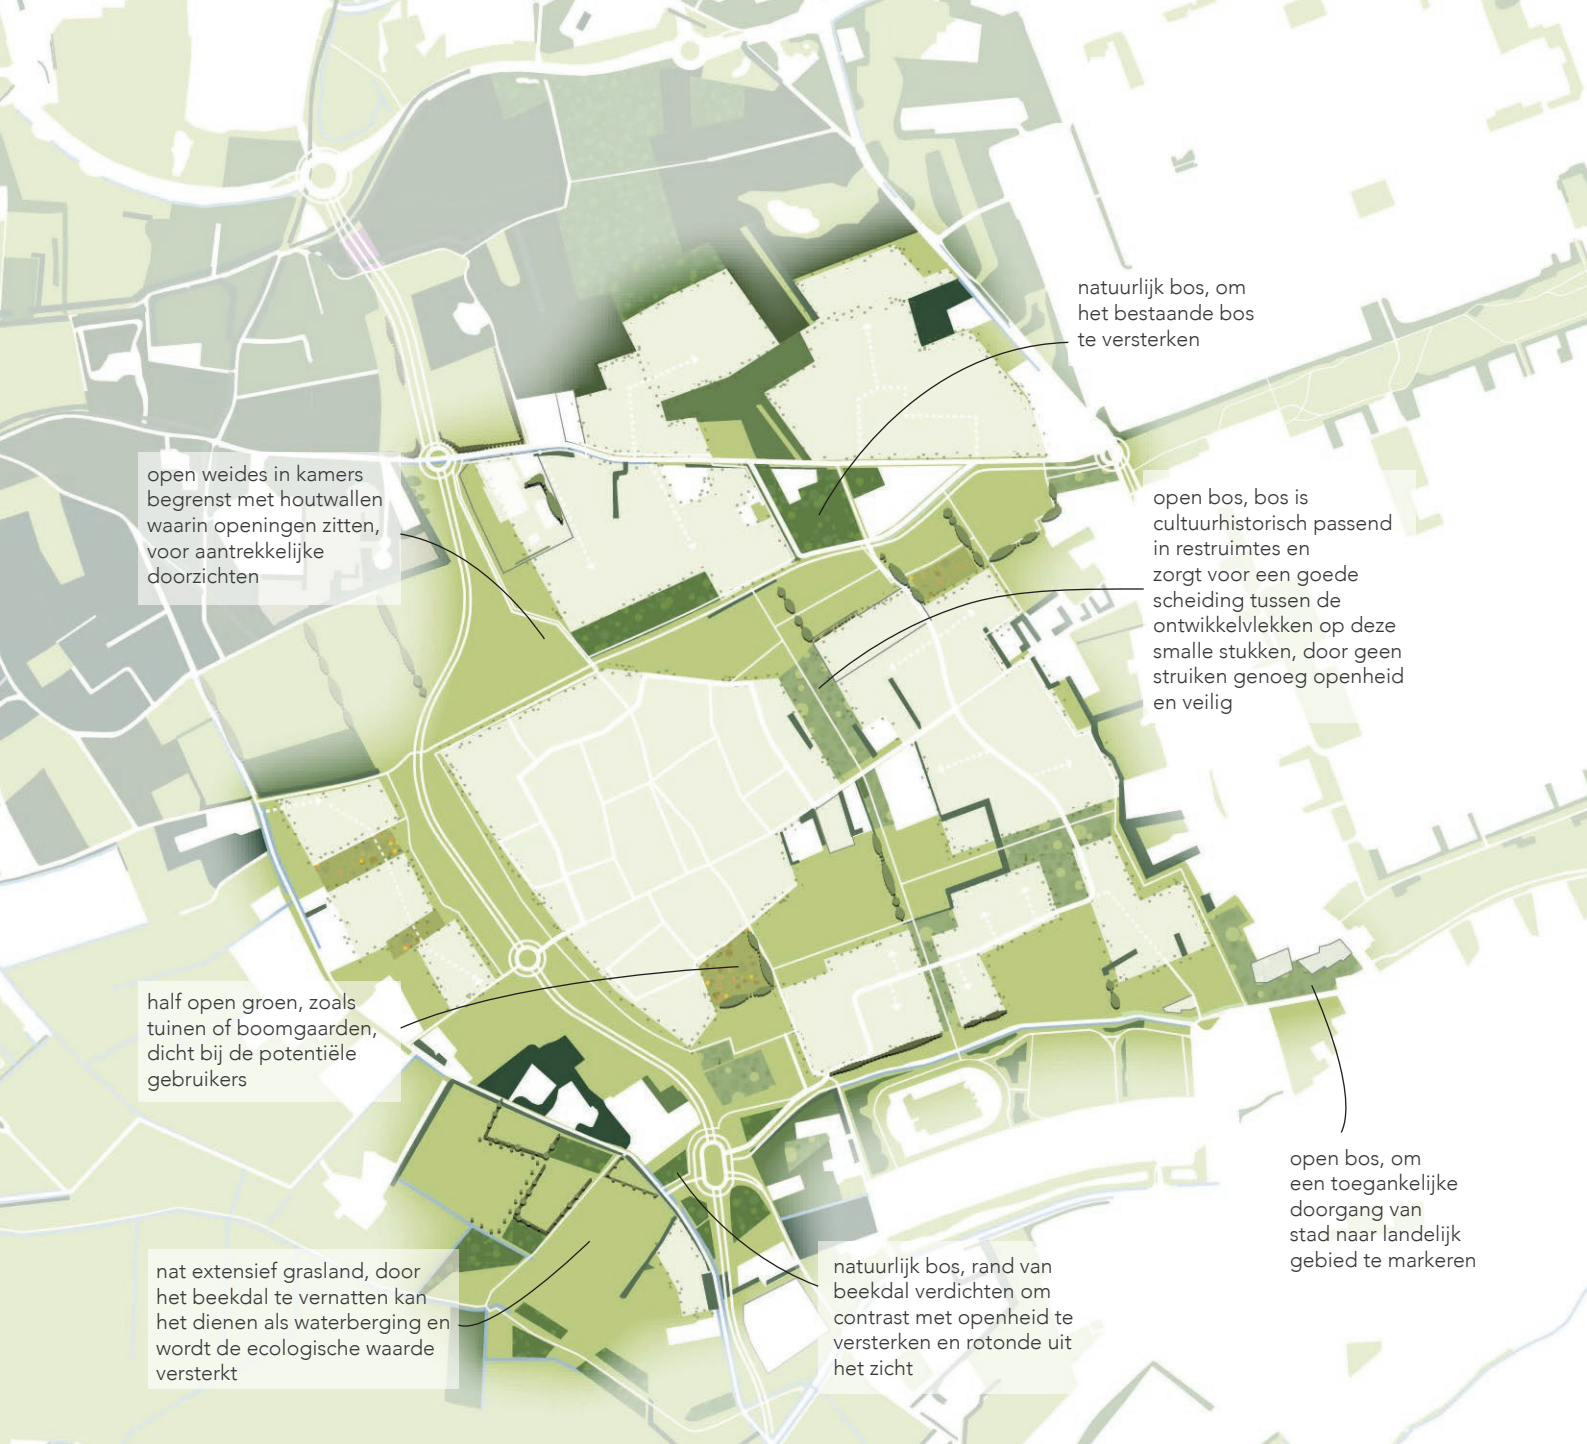 natuurlijk bos, om
het bestaande bos
te versterken
open weides in kamers
begrenst met houtwallen
waarin openingen zitten,
voor aantrekkelijke
doorzichten
open bos, bos is
cultuurhistorisch passend
in restruimtes en
zorgt voor een goede
scheiding tussen de
ontwikkelvlekken op deze
smalle stukken, door geen
struiken genoeg openheid
en veilig
half open groen, zoals
tuinen of boomgaarden,
dicht bij de potentiële
gebruikers
open bos, om
een toegankelijke
doorgang van
stad naar landelijk
gebied te markeren
nat extensief grasland, door
het beekdal te vernatten kan
het dienen als waterberging en
wordt de ecologische waarde
versterkt
natuurlijk bos, rand van
beekdal verdichten om
contrast met openheid te
versterken en rotonde uit
het zicht